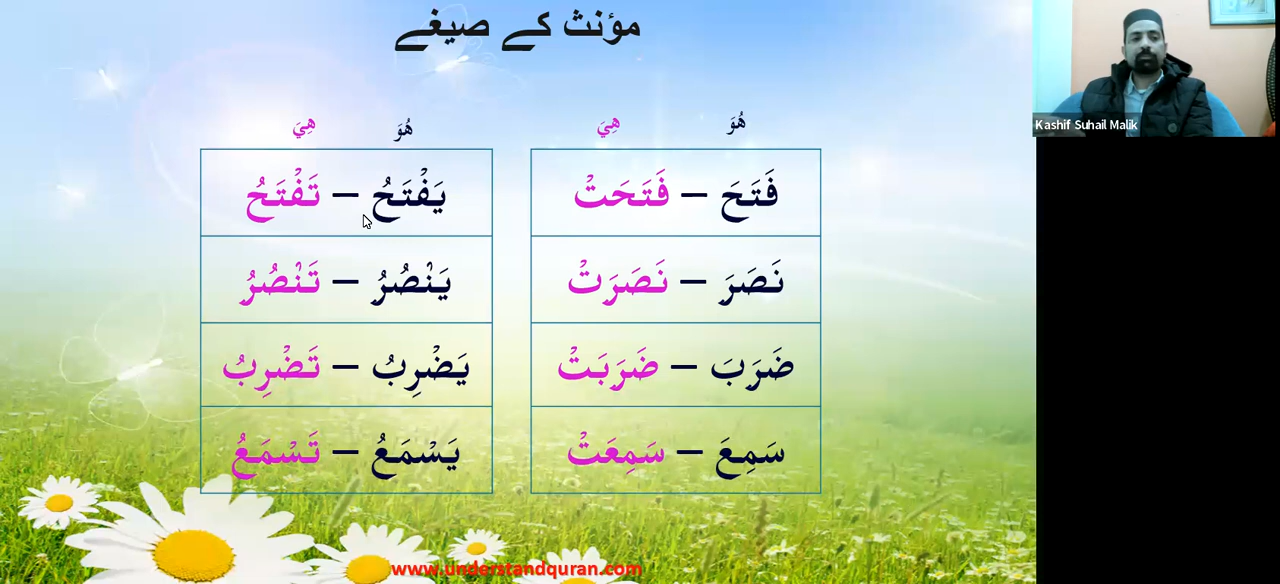 مؤنث کے صیغے
Kashif Suhail Malik
هُوَ هِيَ
فَتَحَ – فَتَحَتْ
نَصَرَ – نَصَرَتْ
ضَرَبَ – ضَرَبَتْ
سَمِعَ – سَمِعَتْ
هُوَ هِيَ
يَفْتَحُ – تَفْتَحُ
يَنْصُرُ – تَنْصُرُ
يَضْرِبُ – تَضْرِبُ
يَسْمَعُ – تَسْمَعُ
www.understandquran.com